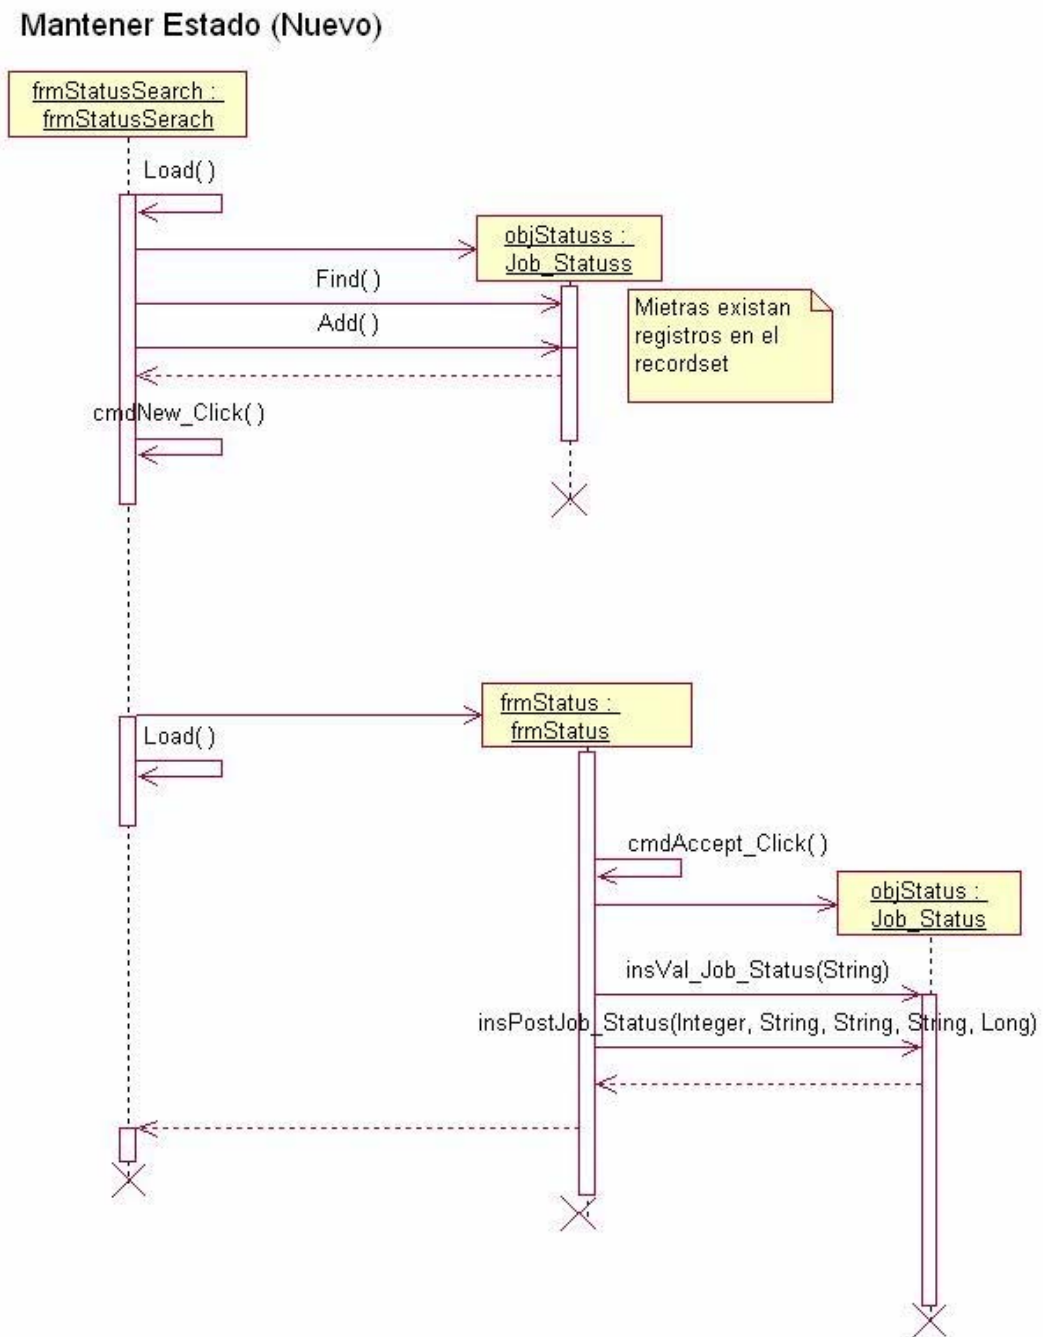 Mantener Estado (Nuevo)
frmStatusSearch :
frmStatusSerach
Load( )
objStatuss :
Job_Statuss
Find( )
Mietras existan
registros en el
recordset
Add( )
cmdNew_Click( )
frmStatus :
frmStatus
Load( )
cmdAccept_Click( )
objStatus :
Job_Status
insVal_Job_Status(String)
insPostJob_Status(Integer, String, String, String, Long)